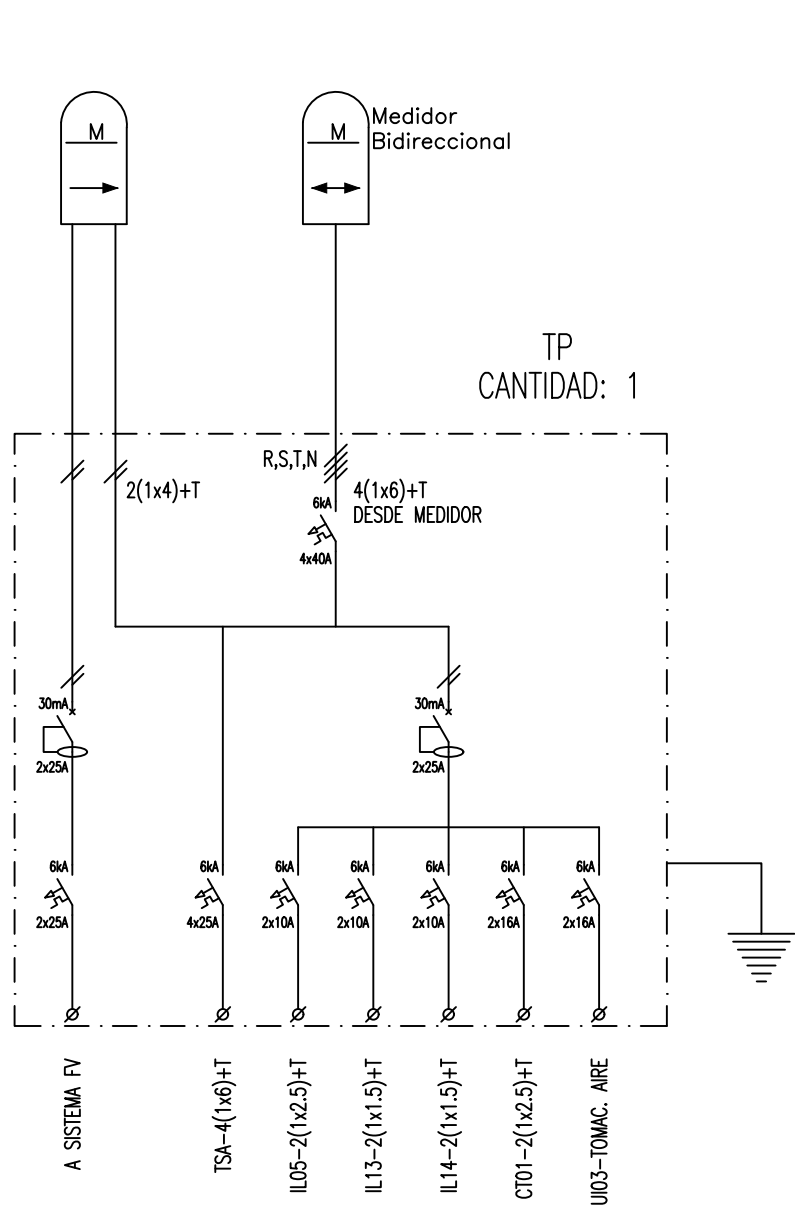 M
M
Medidor
Bidireccional
TP
CANTIDAD: 1
R,S,T,N
2(1x4)+T
4(1x6)+T
6kA
DESDE MEDIDOR
4x40A
30mA
30mA
2x25A
2x25A
6kA
6kA
6kA
6kA
6kA
6kA
6kA
2x25A
4x25A
2x10A
2x10A
2x10A
2x16A
2x16A
A SISTEMA FV
TSA-4(1x6)+T
IL05-2(1x2.5)+T
IL13-2(1x1.5)+T
IL14-2(1x1.5)+T
CT01-2(1x2.5)+T
UI03-TOMAC. AIRE